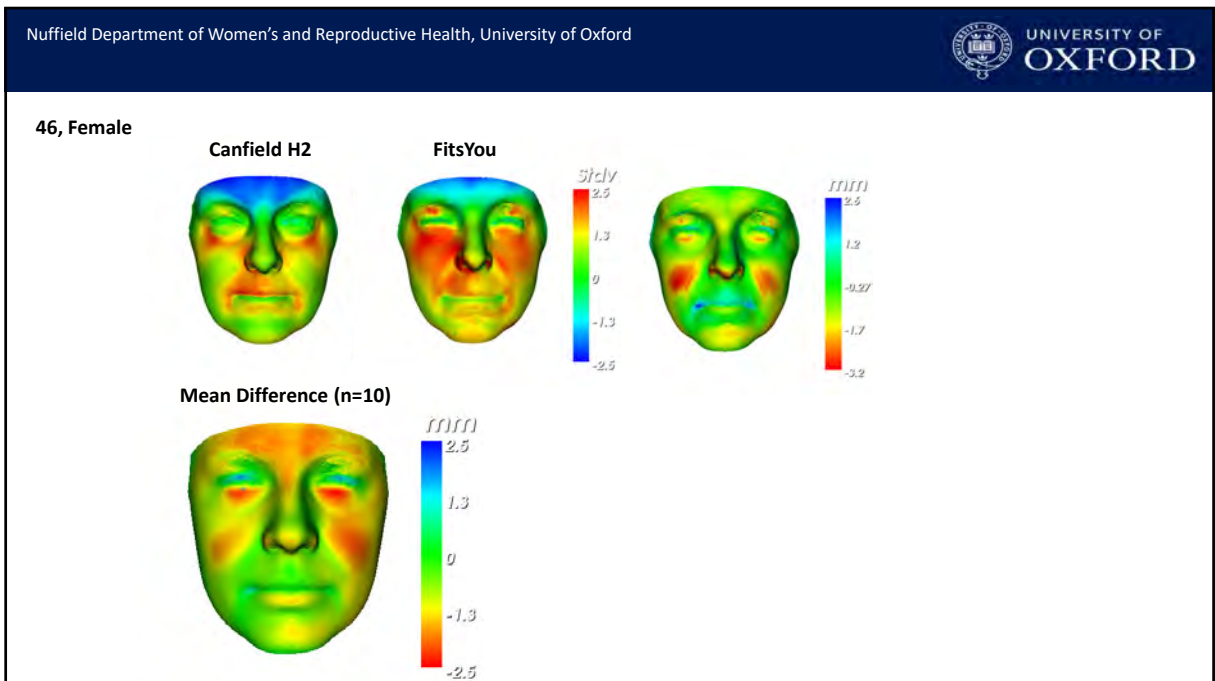 Nuffield Department of Women's and Reproductive Health, University of Oxford
UNIVERSITY OF
OXFORD
46, Female
Canfield H2
FitsYou
Stdv
2.5
1.3
0
-1.3
-2.5
mm
2.5
1.2
-0.27
-1.7
-3.2
Mean Difference (n=10)
mm
2.5
1.3
0
-1.3
-2.5